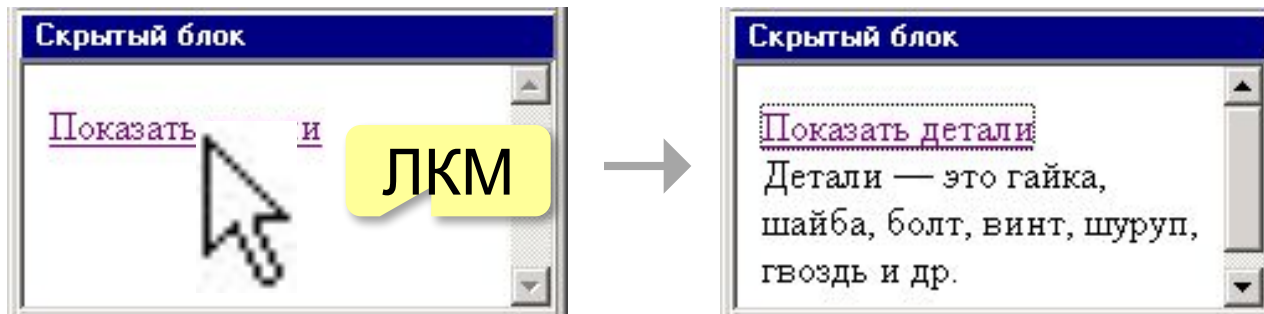 Скрытый блок
Показать и
ЛКМ
Скрытый блок
Показать детали
Детали — это гайка,
шайба, болт, винт, шуруп,
гвоздь и др.